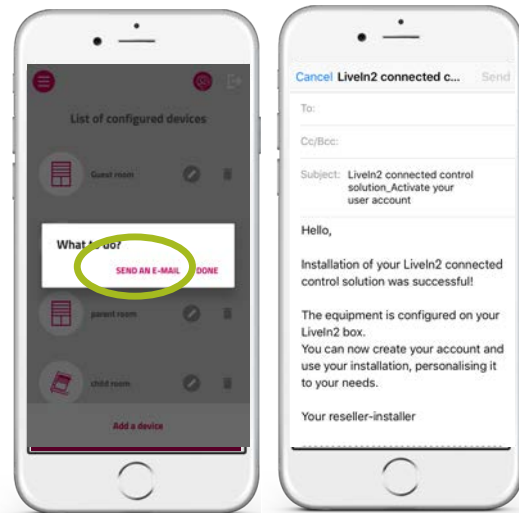 List of configured devices
Guest room
What to do?
SEND AN E-MAIL
DONE
parent room
child room
Add a device
Cancel LiveIn2 connected c... Send
To:
Cc/Bcc:
Subject: LiveIn2 connected control
solution_Activate your
user account
Hello,
Installation of your LiveIn2 connected
control solution was successful!
The equipment is configured on your
LiveIn2 box.
You can now create your account and
use your installation, personalising it
to your needs.
Your reseller-installer